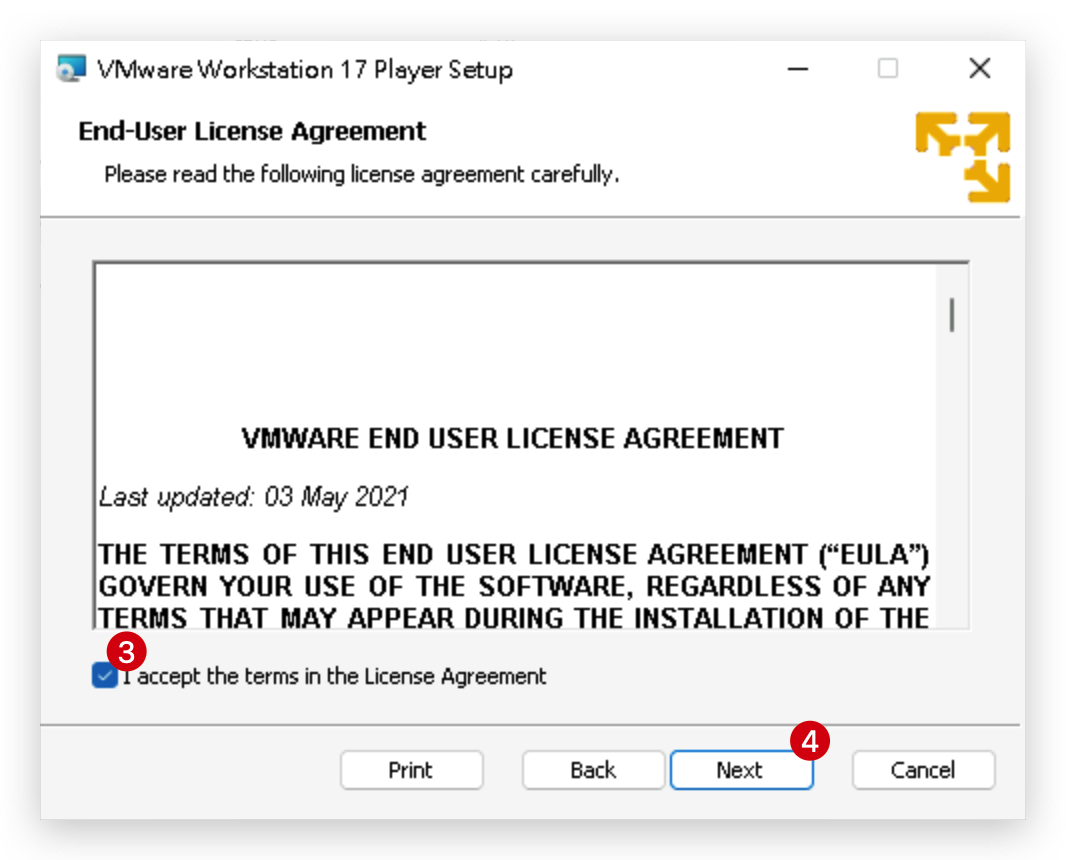 VMware Workstation 17 Player Setup
End-User License Agreement
Please read the following license agreement carefully.
VMWARE END USER LICENSE AGREEMENT
Last updated: 03 May 2021
THE TERMS OF THIS END USER LICENSE AGREEMENT (“EULA”)
GOVERN YOUR USE OF THE SOFTWARE, REGARDLESS OF ANY
TERMS THAT MAY APPEAR DURING THE INSTALLATION OF THE
3
I accept the terms in the License Agreement
4
Print Back Next Cancel